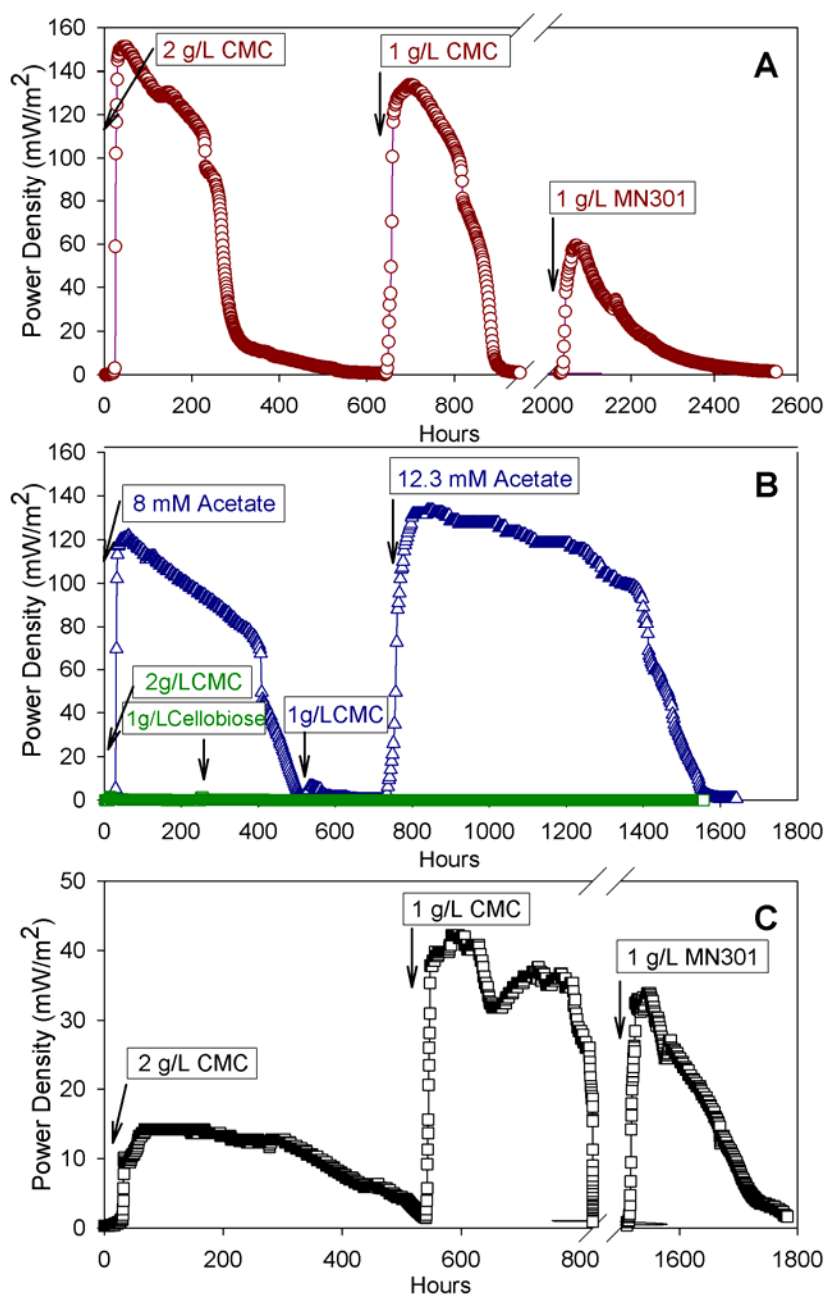 160
140
120
100
80
60
40
20
0
Power Density (mW/m²)
2 g/L CMC
1 g/L CMC
1 g/L MN301
A
0 200 400 600 800 2000 2200 2400 2600
Hours
160
140
120
100
80
60
40
20
0
Power Density (mW/m²)
8 mM Acetate
12.3 mM Acetate
B
2g/LCMC
1g/LCellobiose
1g/LCMC
0 200 400 600 800 1000 1200 1400 1600 1800
Hours
50
40
30
20
10
0
Power Density (mW/m²)
1 g/L CMC
C
1 g/L MN301
2 g/L CMC
0 200 400 600 800 1600 1800
Hours